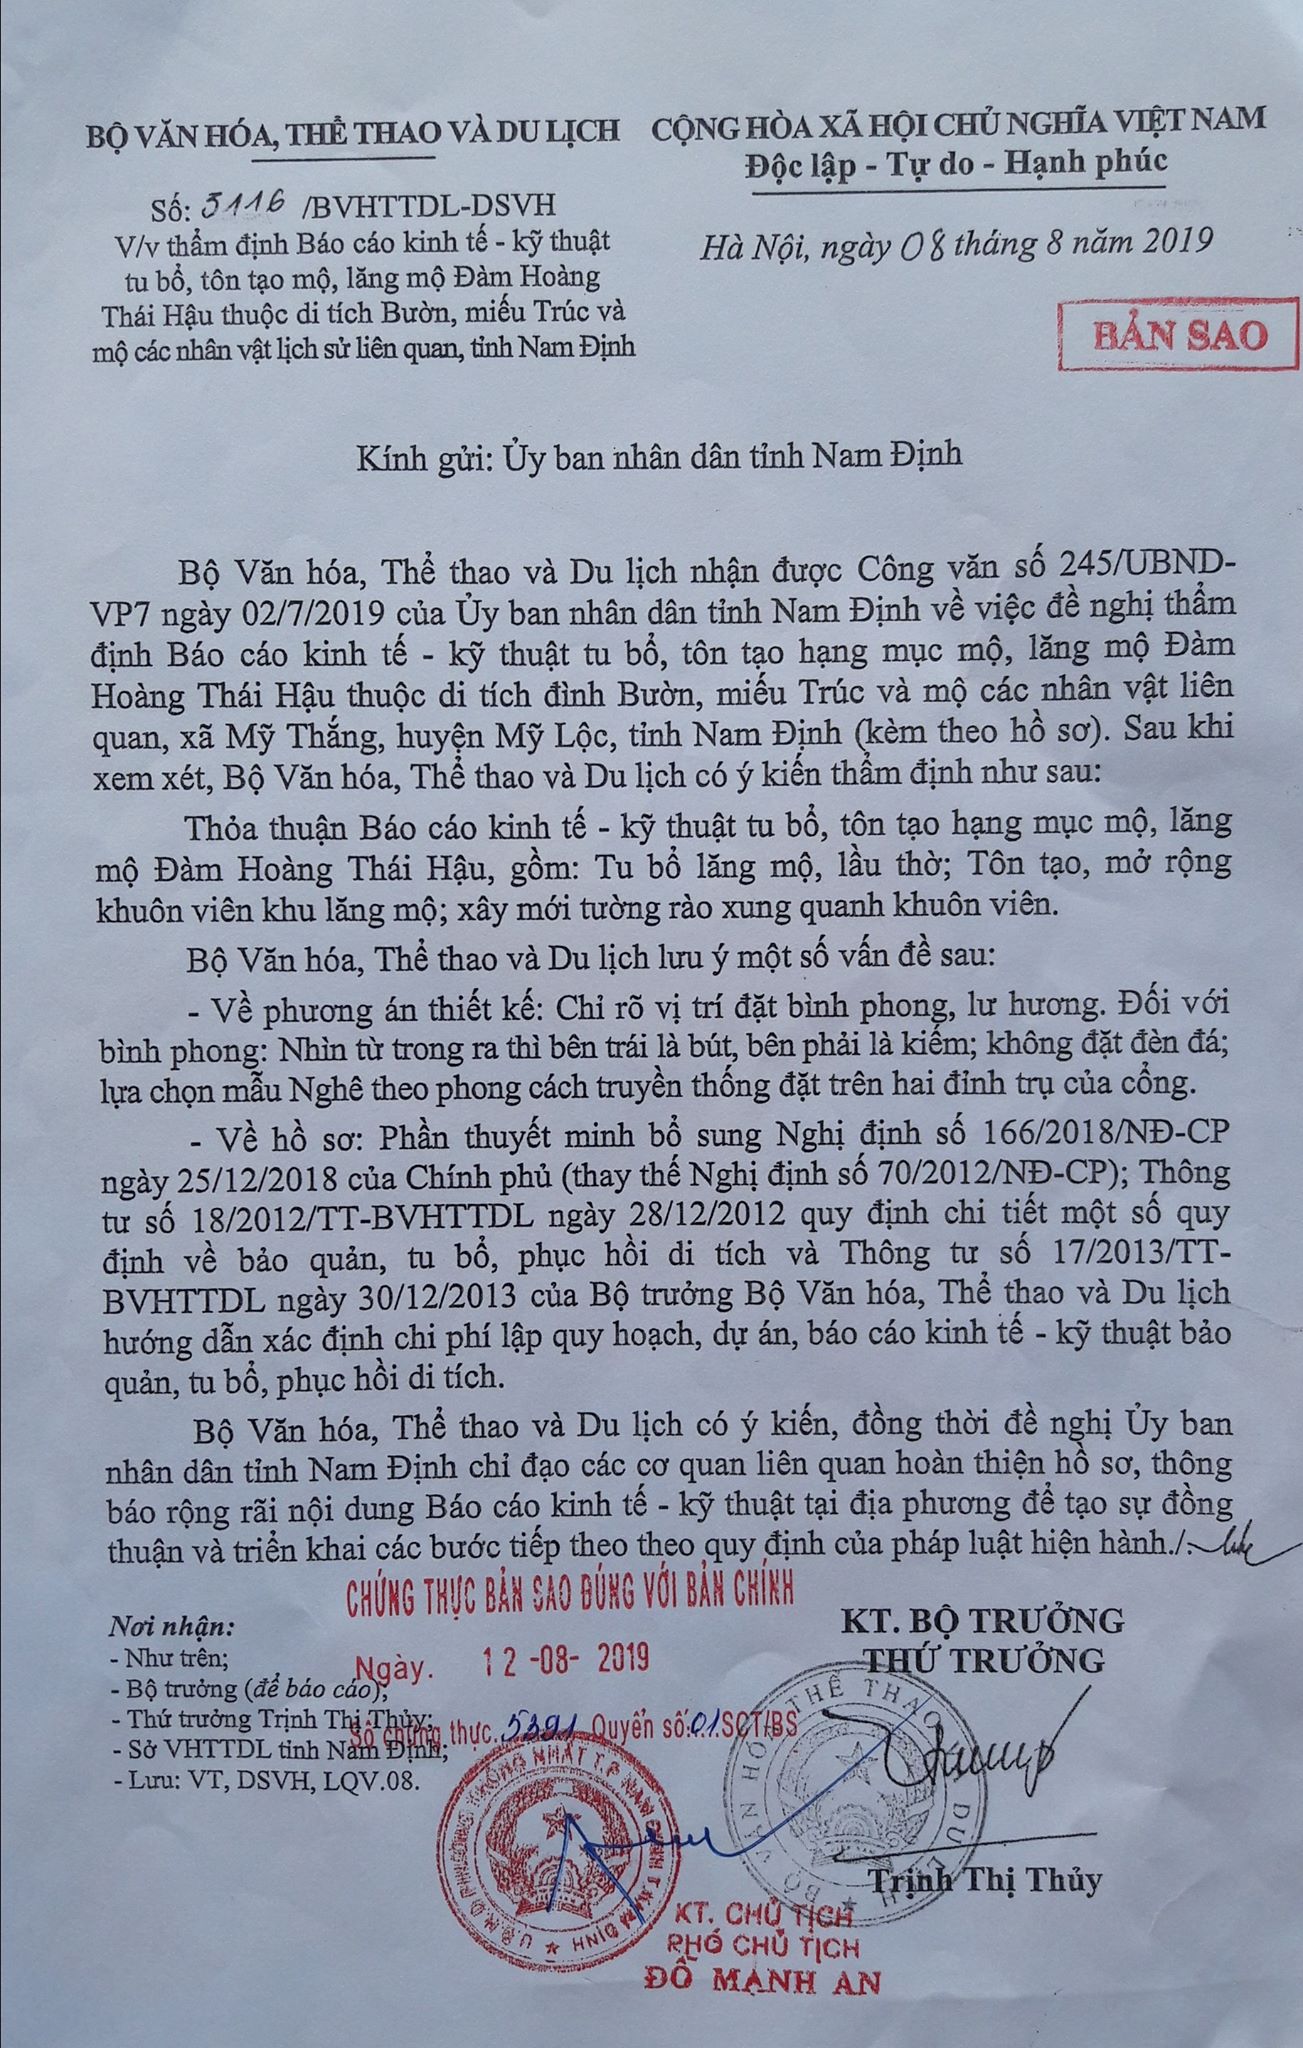 BỘ VĂN HÓA, THỂ THAO VÀ DU LỊCH
CỘNG HÒA XÃ HỘI CHỦ NGHĨA VIỆT NAM
Độc lập - Tự do - Hạnh phúc
Số: 3116 /BVHTTDL-DSVH
V/v thẩm định Báo cáo kinh tế - kỹ thuật
tu bổ, tôn tạo mộ, lăng mộ Đàm Hoàng
Thái Hậu thuộc di tích Bườn, miếu Trúc và
mộ các nhân vật lịch sử liên quan, tỉnh Nam Định
Hà Nội, ngày 08 tháng 8 năm 2019
BẢN SAO
Kính gửi: Ủy ban nhân dân tỉnh Nam Định
Bộ Văn hóa, Thể thao và Du lịch nhận được Công văn số 245/UBND-
VP7 ngày 02/7/2019 của Ủy ban nhân dân tỉnh Nam Định về việc đề nghị thẩm
định Báo cáo kinh tế - kỹ thuật tu bổ, tôn tạo hạng mục mộ, lăng mộ Đàm
Hoàng Thái Hậu thuộc di tích đình Bườn, miếu Trúc và mộ các nhân vật liên
quan, xã Mỹ Thắng, huyện Mỹ Lộc, tỉnh Nam Định (kèm theo hồ sơ). Sau khi
xem xét, Bộ Văn hóa, Thể thao và Du lịch có ý kiến thẩm định như sau:
Thỏa thuận Báo cáo kinh tế - kỹ thuật tu bổ, tôn tạo hạng mục mộ, lăng
mộ Đàm Hoàng Thái Hậu, gồm: Tu bổ lăng mộ, lầu thờ; Tôn tạo, mở rộng
khuôn viên khu lăng mộ; xây mới tường rào xung quanh khuôn viên.
Bộ Văn hóa, Thể thao và Du lịch lưu ý một số vấn đề sau:
- Về phương án thiết kế: Chỉ rõ vị trí đặt bình phong, lư hương. Đối với
bình phong: Nhìn từ trong ra thì bên trái là bút, bên phải là kiếm; không đặt đèn đá;
lựa chọn mẫu Nghê theo phong cách truyền thống đặt trên hai đỉnh trụ của cổng.
- Về hồ sơ: Phần thuyết minh bổ sung Nghị định số 166/2018/NĐ-CP
ngày 25/12/2018 của Chính phủ (thay thế Nghị định số 70/2012/NĐ-CP); Thông
tư số 18/2012/TT-BVHTTDL ngày 28/12/2012 quy định chi tiết một số quy
định về bảo quản, tu bổ, phục hồi di tích và Thông tư số 17/2013/TT-
BVHTTDL ngày 30/12/2013 của Bộ trưởng Bộ Văn hóa, Thể thao và Du lịch
hướng dẫn xác định chi phí lập quy hoạch, dự án, báo cáo kinh tế - kỹ thuật bảo
quản, tu bổ, phục hồi di tích.
Bộ Văn hóa, Thể thao và Du lịch có ý kiến, đồng thời đề nghị Ủy ban
nhân dân tỉnh Nam Định chỉ đạo các cơ quan liên quan hoàn thiện hồ sơ, thông
báo rộng rãi nội dung Báo cáo kinh tế - kỹ thuật tại địa phương để tạo sự đồng
thuận và triển khai các bước tiếp theo theo quy định của pháp luật hiện hành./.
CHỨNG THỰC BẢN SAO ĐÚNG VỚI BẢN CHÍNH
Ngày. 12-08-2019
Số chứng thực. 5391 Quyển số: 01 SCT/BS
Nơi nhận:
- Như trên;
- Bộ trưởng (để báo cáo);
- Thứ trưởng Trịnh Thị Thủy;
- Sở VHTTDL tỉnh Nam Định;
- Lưu: VT, DSVH, LQV.08.
KT. BỘ TRƯỞNG
THỨ TRƯỞNG
BỘ VĂN HÓA THỂ THAO DU LỊCH
Trịnh Thị Thủy
THỐNG NHẤT T.P NAM ĐỊNH
KT. CHỦ TỊCH
PHÓ CHỦ TỊCH
ĐỖ MẠNH AN